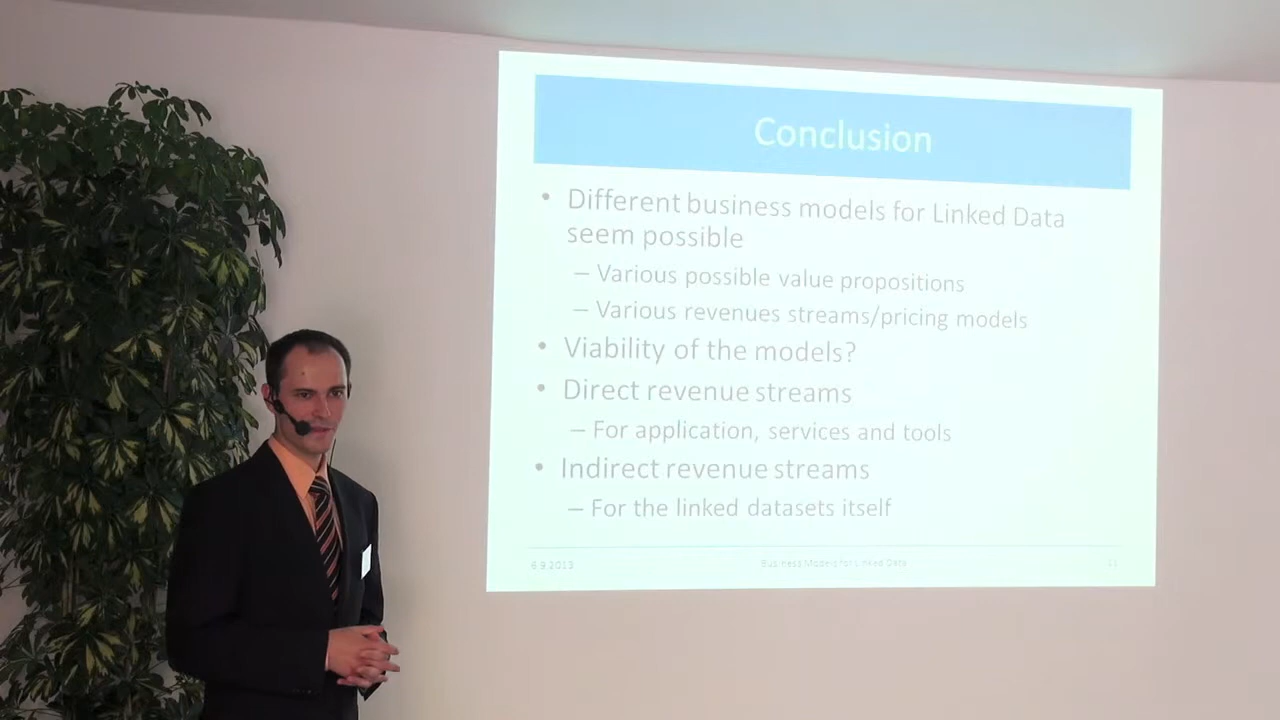 Conclusion
• Different business models for Linked Data
seem possible
– Various possible value propositions
– Various revenues streams/pricing models
• Viability of the models?
• Direct revenue streams
– For application, services and tools
• Indirect revenue streams
– For the linked datasets itself
6.9.2013 Business Models for Linked Data 11